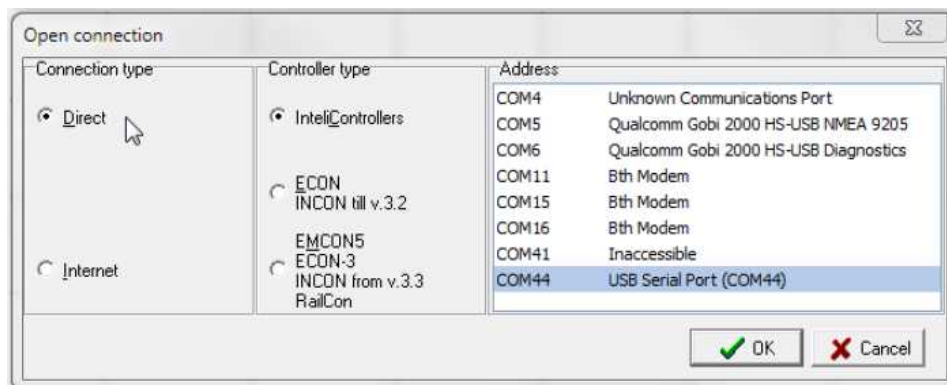 Open connection
Connection type
Direct
Internet
Controller type
InteliControllers
ECON
INCON till v.3.2
EMCON5
ECON-3
INCON from v.3.3
RailCon
Address
COM4 Unknown Communications Port
COM5 Qualcomm Gobi 2000 HS-USB NMEA 9205
COM6 Qualcomm Gobi 2000 HS-USB Diagnostics
COM11 Bth Modem
COM15 Bth Modem
COM16 Bth Modem
COM41 Inaccessible
COM44 USB Serial Port (COM44)
OK
Cancel